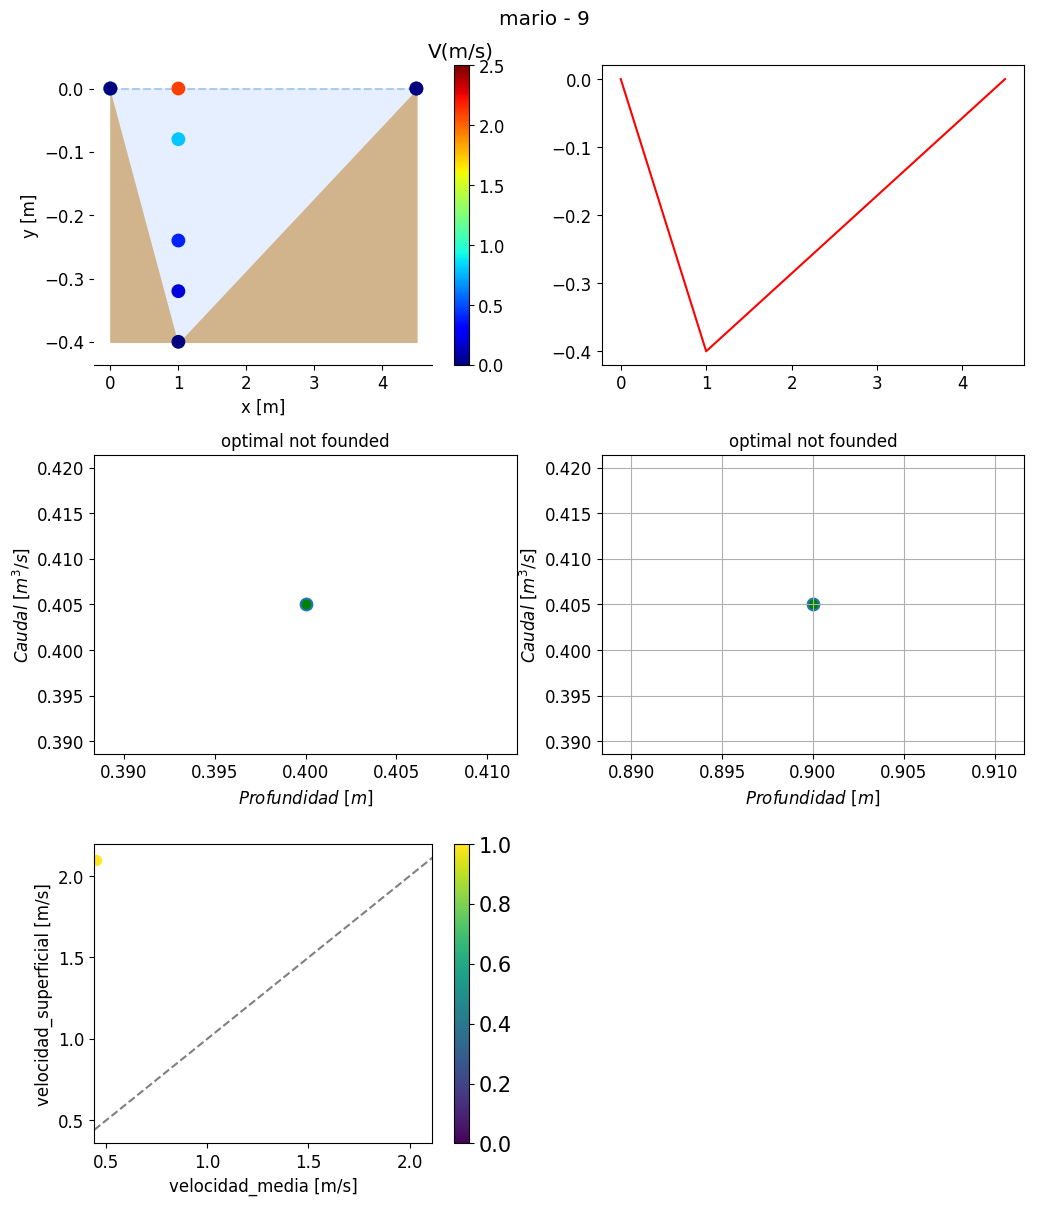 mario - 9
V(m/s)
0.0
−0.1
−0.2
−0.3
−0.4
y [m]
0 1 2 3 4
x [m]
2.5
2.0
1.5
1.0
0.5
0.0
0.0
−0.1
−0.2
−0.3
−0.4
0 1 2 3 4
optimal not founded
0.420
0.415
0.410
0.405
0.400
0.395
0.390
Caudal [m³/s]
0.390 0.395 0.400 0.405 0.410
Profundidad [m]
optimal not founded
0.420
0.415
0.410
0.405
0.400
0.395
0.390
Caudal [m³/s]
0.890 0.895 0.900 0.905 0.910
Profundidad [m]
2.0
1.5
1.0
0.5
velocidad_superficial [m/s]
0.5 1.0 1.5 2.0
velocidad_media [m/s]
1.0
0.8
0.6
0.4
0.2
0.0